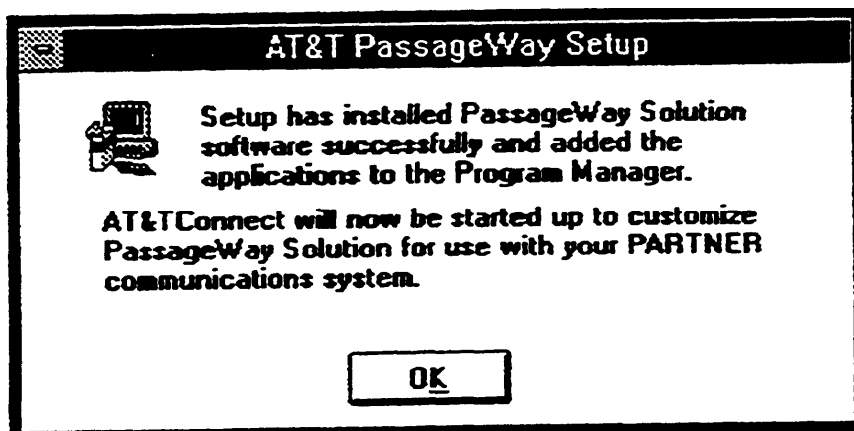 AT&T PassageWay Setup
Setup has installed PassageWay Solution
software successfully and added the
applications to the Program Manager.
AT&TConnect will now be started up to customize
PassageWay Solution for use with your PARTNER
communications system.
OK